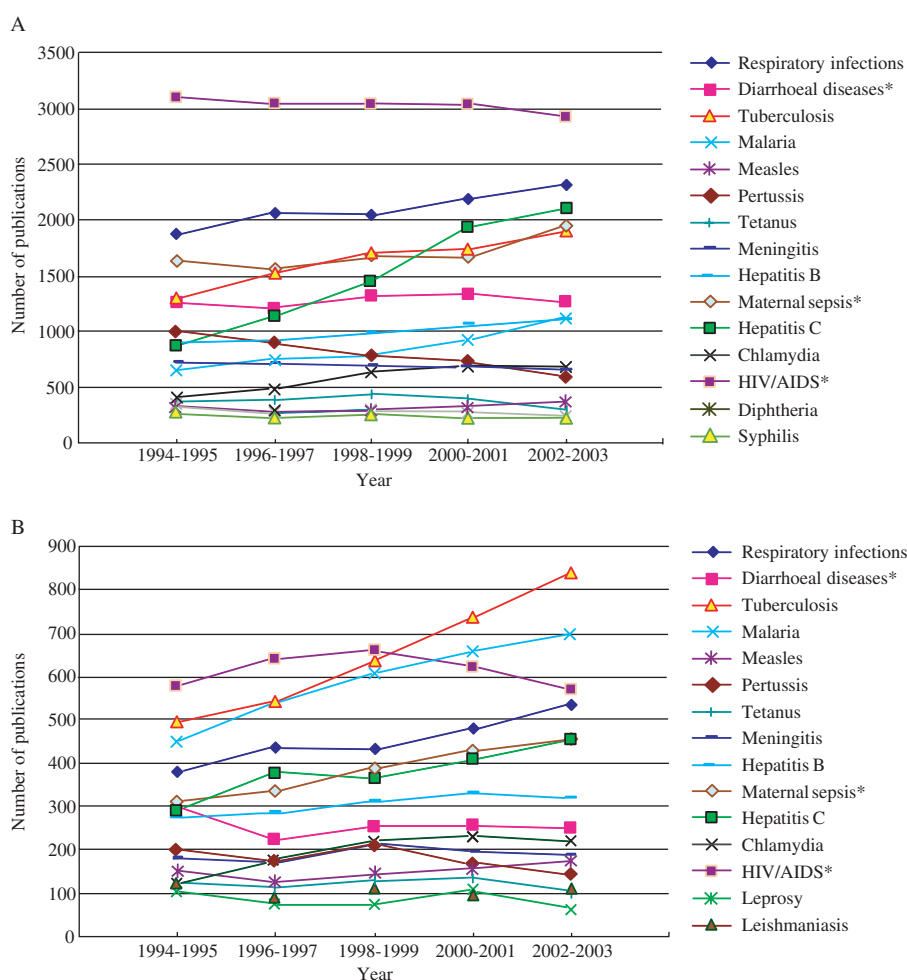 A
3500
3000
2500
2000
1500
1000
500
0
Number of publications
1994-1995 1996-1997 1998-1999 2000-2001 2002-2003
Year
Respiratory infections
Diarrhoeal diseases*
Tuberculosis
Malaria
Measles
Pertussis
Tetanus
Meningitis
Hepatitis B
Maternal sepsis*
Hepatitis C
Chlamydia
HIV/AIDS*
Diphtheria
Syphilis
B
900
800
700
600
500
400
300
200
100
0
Number of publications
1994-1995 1996-1997 1998-1999 2000-2001 2002-2003
Year
Respiratory infections
Diarrhoeal diseases*
Tuberculosis
Malaria
Measles
Pertussis
Tetanus
Meningitis
Hepatitis B
Maternal sepsis*
Hepatitis C
Chlamydia
HIV/AIDS*
Leprosy
Leishmaniasis